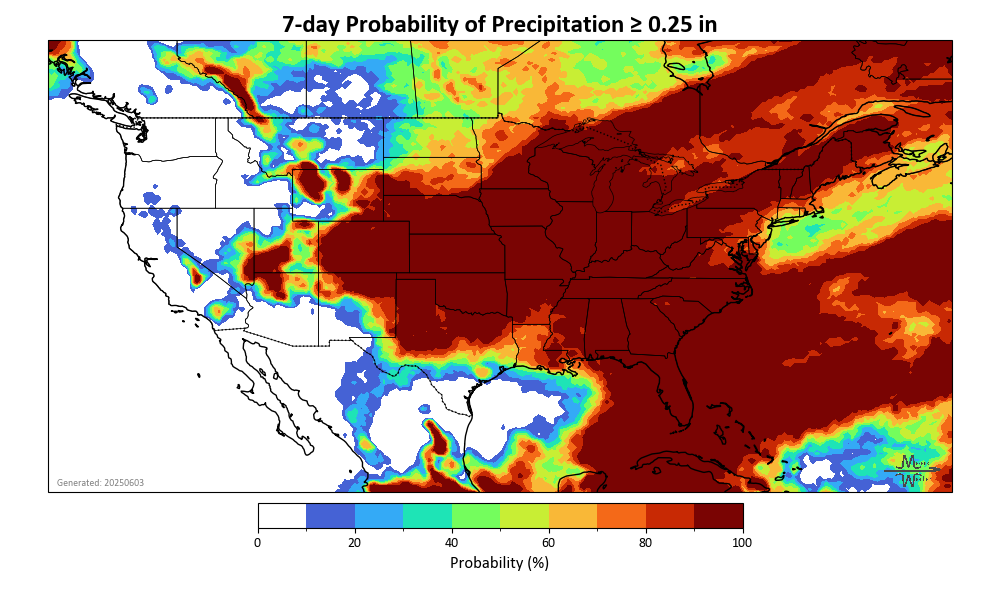 7-day Probability of Precipitation ≥ 0.25 in
Generated: 20250603
0 20 40 60 80 100
Probability (%)